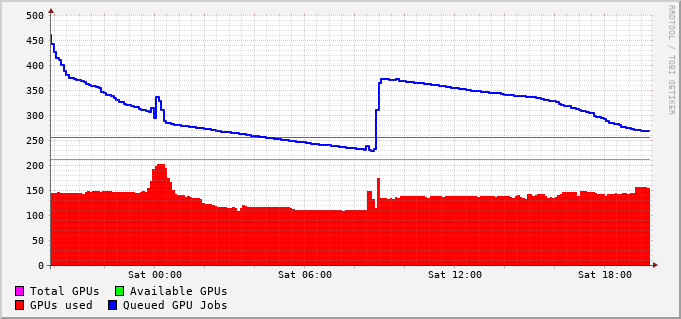 500
450
400
350
300
250
200
150
100
50
0
Sat 00:00 Sat 06:00 Sat 12:00 Sat 18:00
Total GPUs Available GPUs
GPUs used Queued GPU Jobs
RRDTOOL / TOBI OETIKER